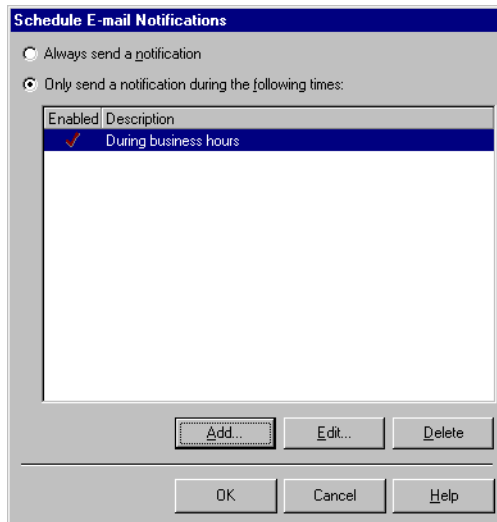 Schedule E-mail Notifications
Always send a notification
Only send a notification during the following times:
Enabled Description
During business hours
Add... Edit... Delete
OK Cancel Help